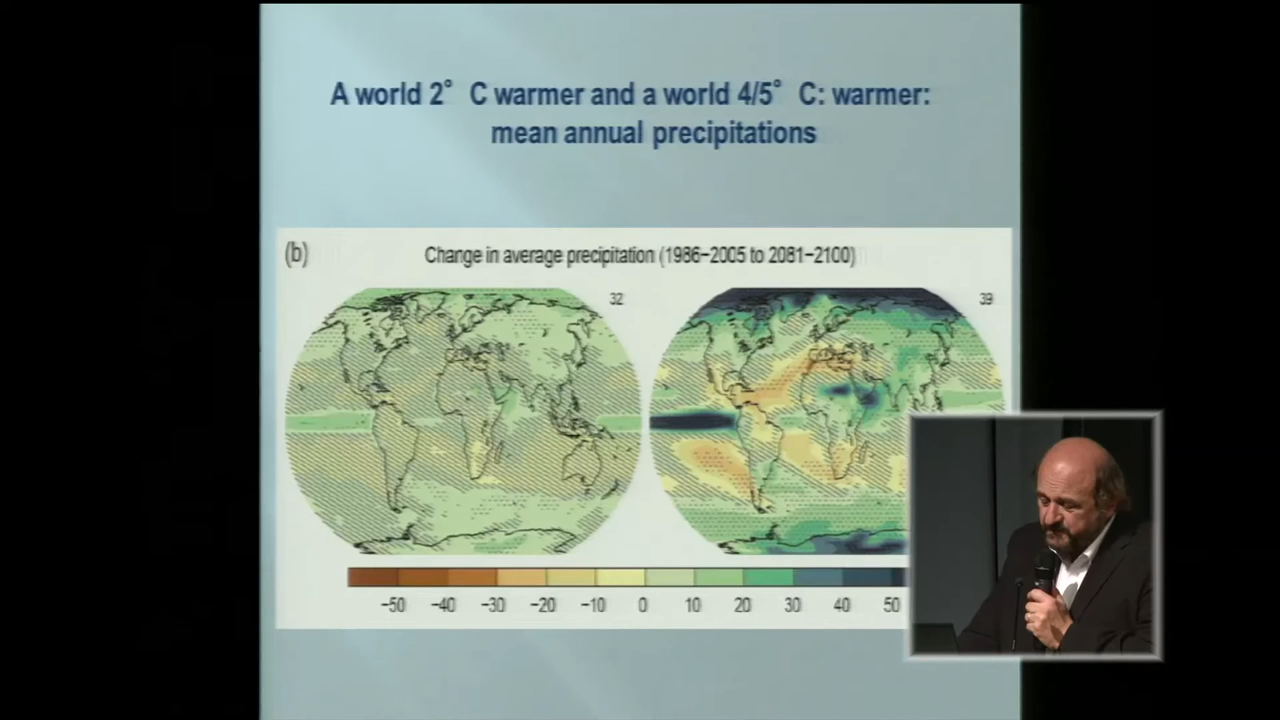 A world 2° C warmer and a world 4/5° C: warmer:
mean annual precipitations
(b)
Change in average precipitation (1986−2005 to 2081−2100)
32
39
−50 −40 −30 −20 −10 0 10 20 30 40 50